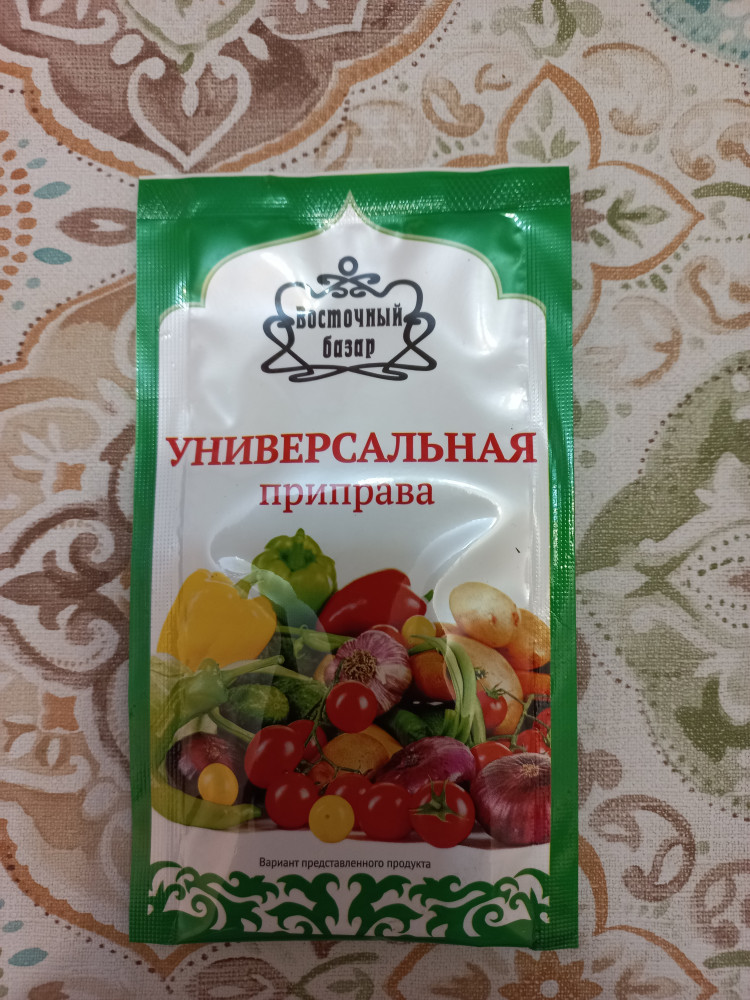 Восточный
базар
УНИВЕРСАЛЬНАЯ
приправа
Вариант представленного продукта